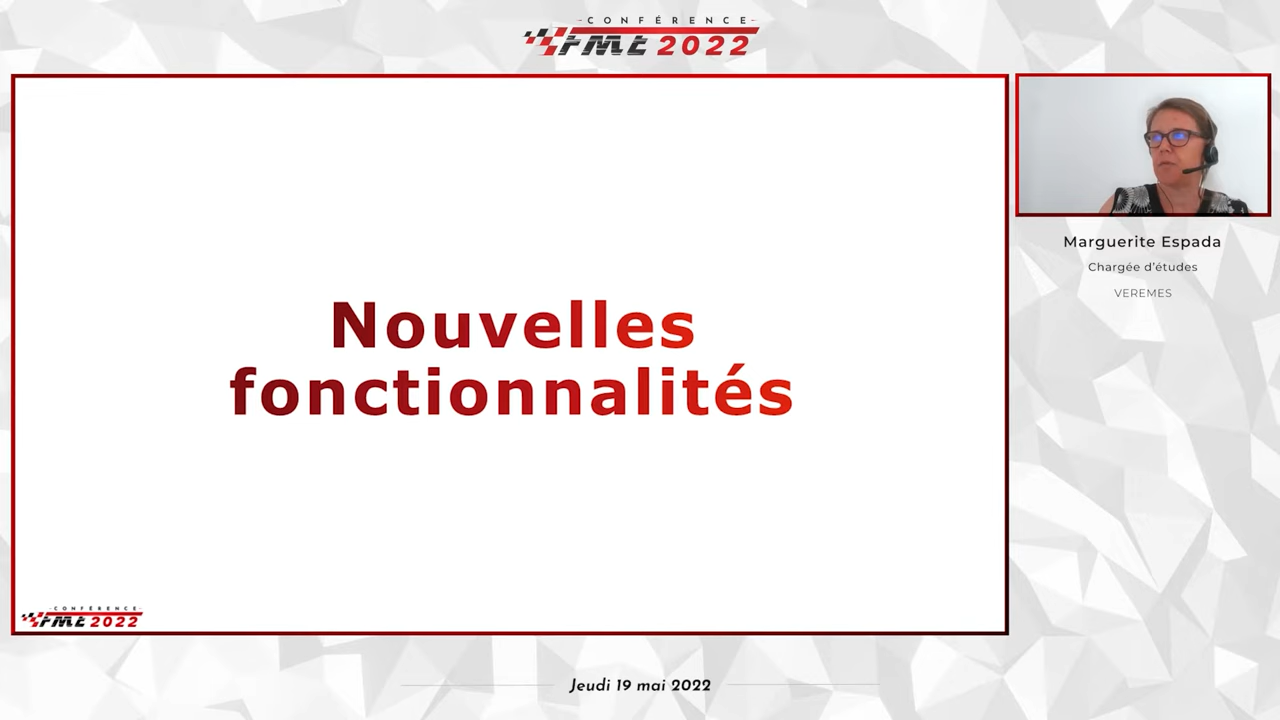 -CONFÉRENCE-
FME 2022
Nouvelles
fonctionnalités
Marguerite Espada
Chargée d'études
VEREMES
-CONFÉRENCE-
FME 2022
Jeudi 19 mai 2022